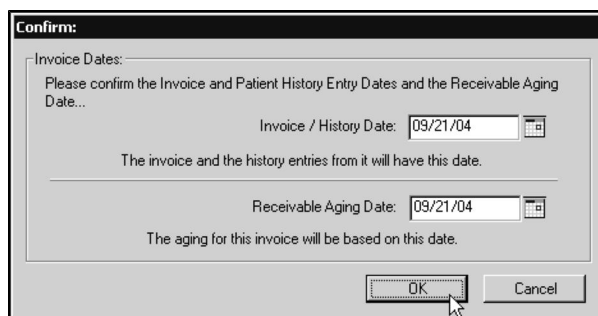 Confirm:
Invoice Dates:
Please confirm the Invoice and Patient History Entry Dates and the Receivable Aging
Date...
Invoice / History Date: 09/21/04
The invoice and the history entries from it will have this date.
Receivable Aging Date: 09/21/04
The aging for this invoice will be based on this date.
OK Cancel